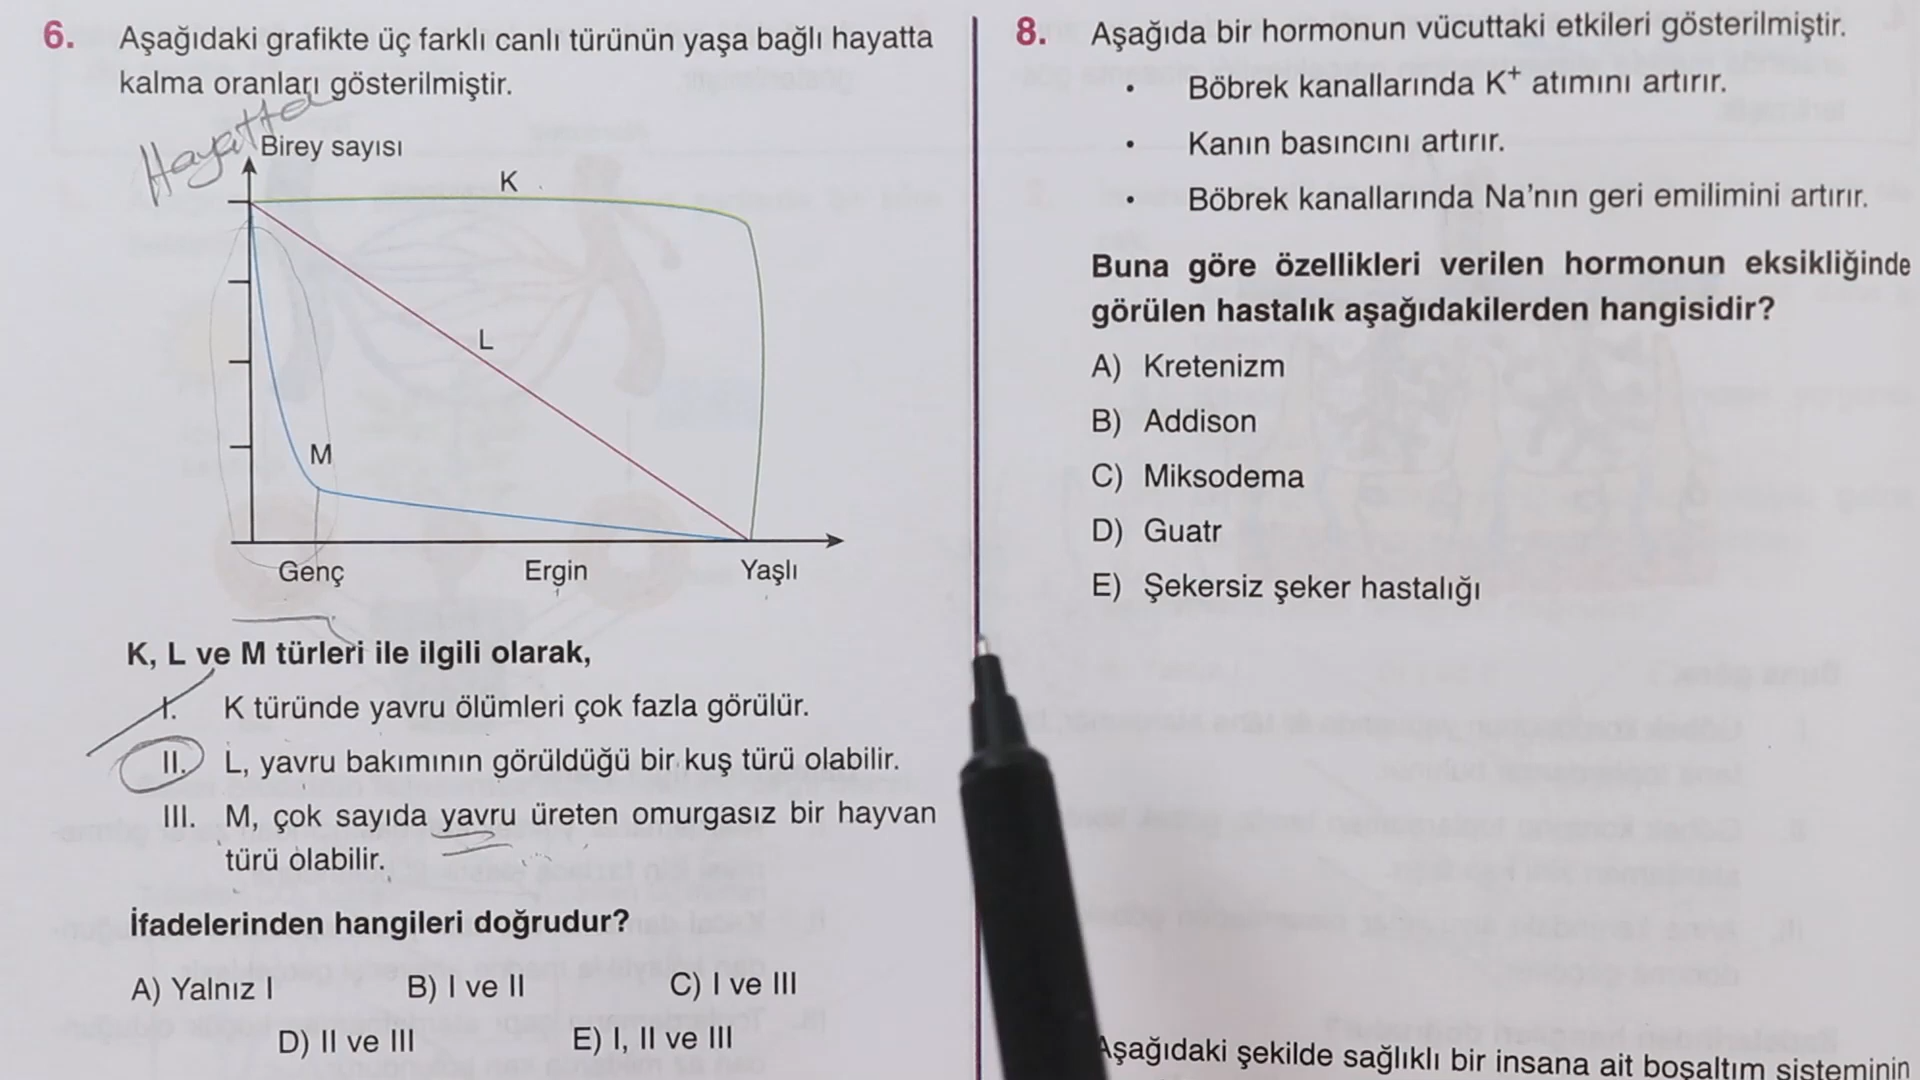 6. Aşağıdaki grafikte üç farklı canlı türünün yaşa bağlı hayatta
kalma oranları gösterilmiştir.
Hayatta
Birey sayısı
K
L
M
Genç
Ergin
Yaşlı
K, L ve M türleri ile ilgili olarak,
I. K türünde yavru ölümleri çok fazla görülür.
II. L, yavru bakımının görüldüğü bir kuş türü olabilir.
III. M, çok sayıda yavru üreten omurgasız bir hayvan
türü olabilir.
İfadelerinden hangileri doğrudur?
A) Yalnız I B) I ve II C) I ve III
D) II ve III E) I, II ve III
8. Aşağıda bir hormonun vücuttaki etkileri gösterilmiştir.
• Böbrek kanallarında K⁺ atımını artırır.
• Kanın basıncını artırır.
• Böbrek kanallarında Na'nın geri emilimini artırır.
Buna göre özellikleri verilen hormonun eksikliğinde
görülen hastalık aşağıdakilerden hangisidir?
A) Kretenizm
B) Addison
C) Miksodema
D) Guatr
E) Şekersiz şeker hastalığı
Aşağıdaki şekilde sağlıklı bir insana ait boşaltım sisteminin